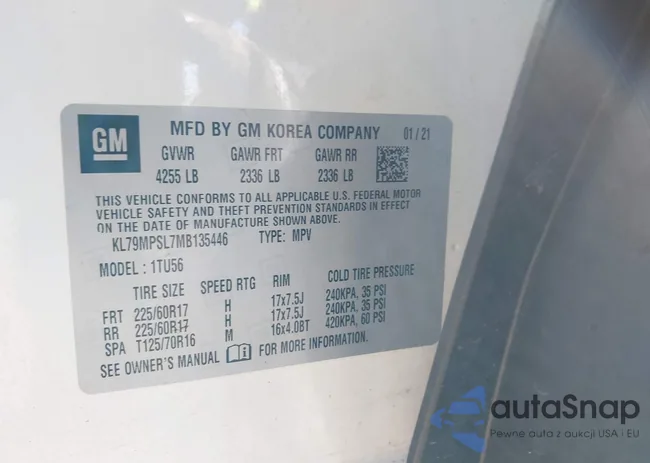 GM
MFD BY GM KOREA COMPANY 01/21
GVWR GAWR FRT GAWR RR
4255 LB 2336 LB 2336 LB
THIS VEHICLE CONFORMS TO ALL APPLICABLE U.S. FEDERAL MOTOR
VEHICLE SAFETY AND THEFT PREVENTION STANDARDS IN EFFECT
ON THE DATE OF MANUFACTURE SHOWN ABOVE.
KL79MPSL7MB135446 TYPE: MPV
MODEL: 1TU56
TIRE SIZE SPEED RTG RIM COLD TIRE PRESSURE
FRT 225/60R17 H 17x7.5J 240KPA, 35 PSI
RR 225/60R17 H 17x7.5J 240KPA, 35 PSI
SPA T125/70R16 M 16x4.0BT 420KPA, 60 PSI
SEE OWNER'S MANUAL FOR MORE INFORMATION.
autaSnap
Pewne auta z aukcji USA i EU